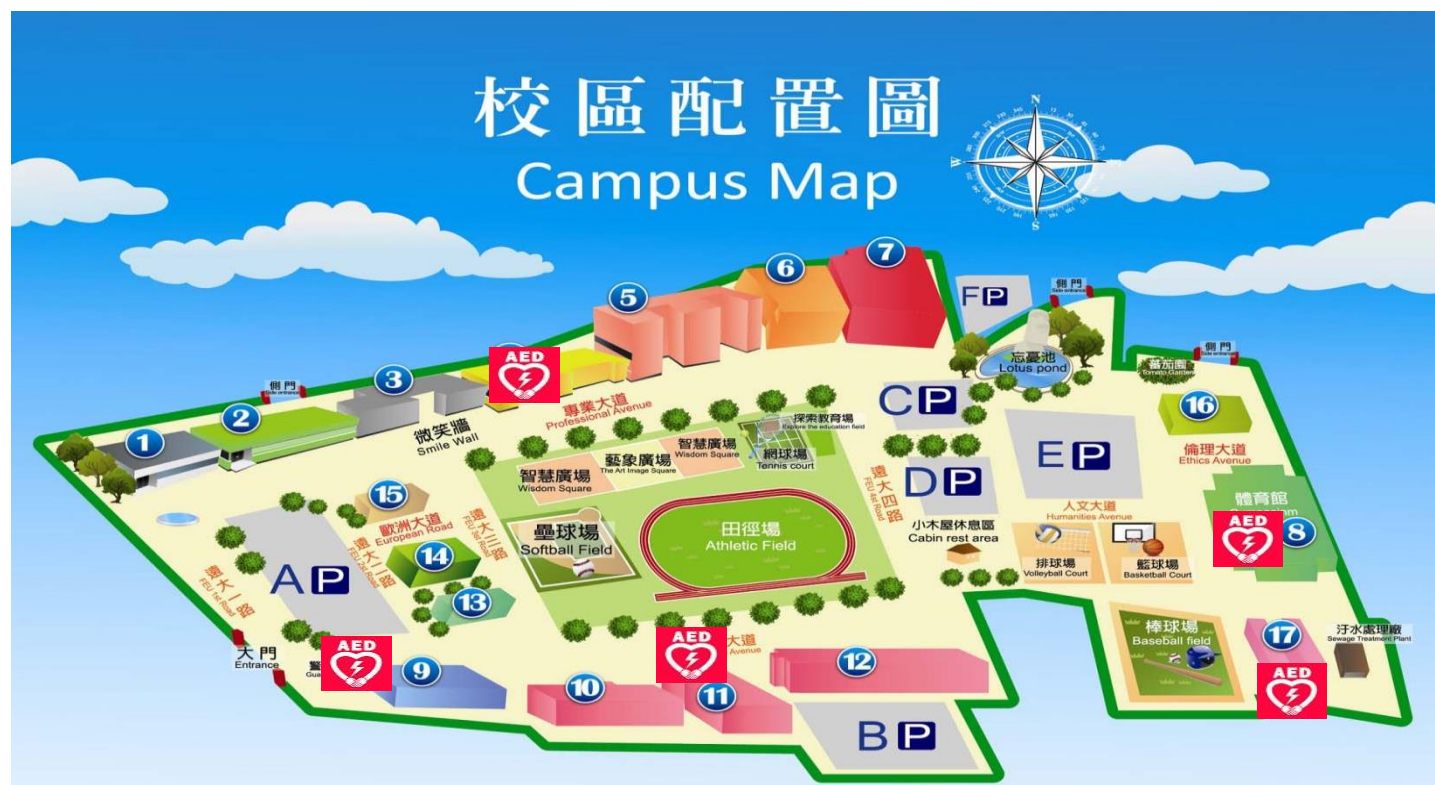 校區配置圖
Campus Map
N
W
S
7
6
5
F P
側門
Side entrance
忘憂池
Lotus pond
側門
Side entrance
蕃茄園
Tomato Garden
AED
3
側門
Side entrance
2
1
微笑牆
Smile Wall
專業大道
Professional Avenue
C P
16
倫理大道
Ethics Avenue
智慧廣場
Wisdom Square
藝象廣場
The Art Image Square
智慧廣場
Wisdom Square
探索教育場
Explore the education field
網球場
Tennis court
遠大四路
FEU 4st Road
D P
E P
15
歐洲大道
European Road
遠大三路
FEU 3st Road
遠大二路
FEU 2st Road
14
13
壘球場
Softball Field
田徑場
Athletic Field
小木屋休息區
Cabin rest area
人文大道
Humanities Avenue
排球場
Volleyball Court
籃球場
Basketball Court
體育館
AED
8
A P
遠大一路
FEU 1st Road
大門
Entrance
AED
9
10
AED
大道
Avenue
11
12
B P
棒球場
Baseball field
17
汙水處理廠
Sewage Treatment Plant
AED